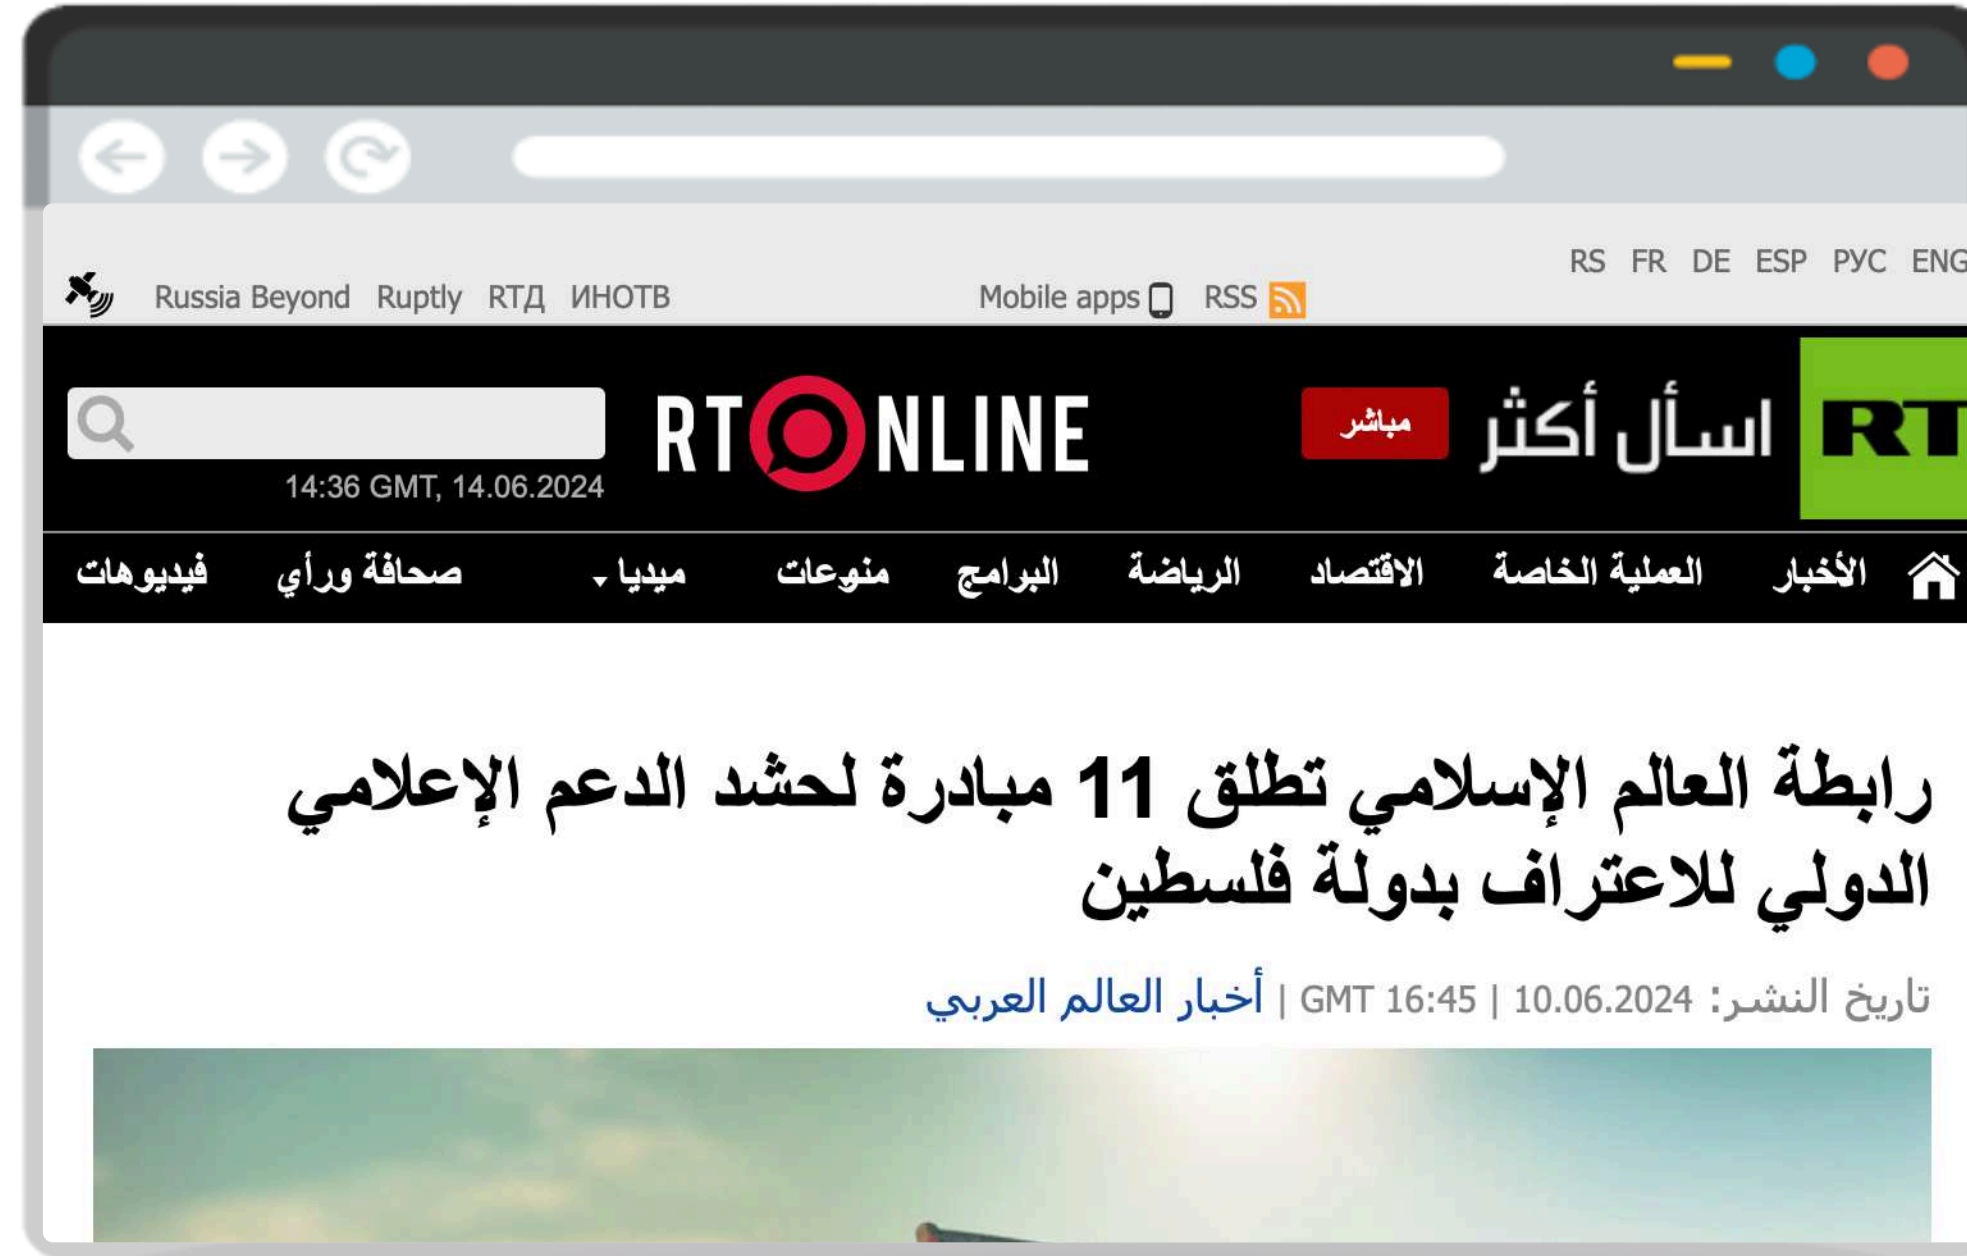 RS FR DE ESP РУС ENG
Russia Beyond Ruptly RTД ИНОТВ Mobile apps RSS
RT اسأل أكثر مباشر RTONLINE
14:36 GMT, 14.06.2024
الأخبار العملية الخاصة الاقتصاد الرياضة البرامج منوعات ميديا صحافة ورأي فيديوهات
رابطة العالم الإسلامي تطلق 11 مبادرة لحشد الدعم الإعلامي
الدولي للاعتراف بدولة فلسطين
تاريخ النشر: 10.06.2024 | 16:45 GMT | أخبار العالم العربي